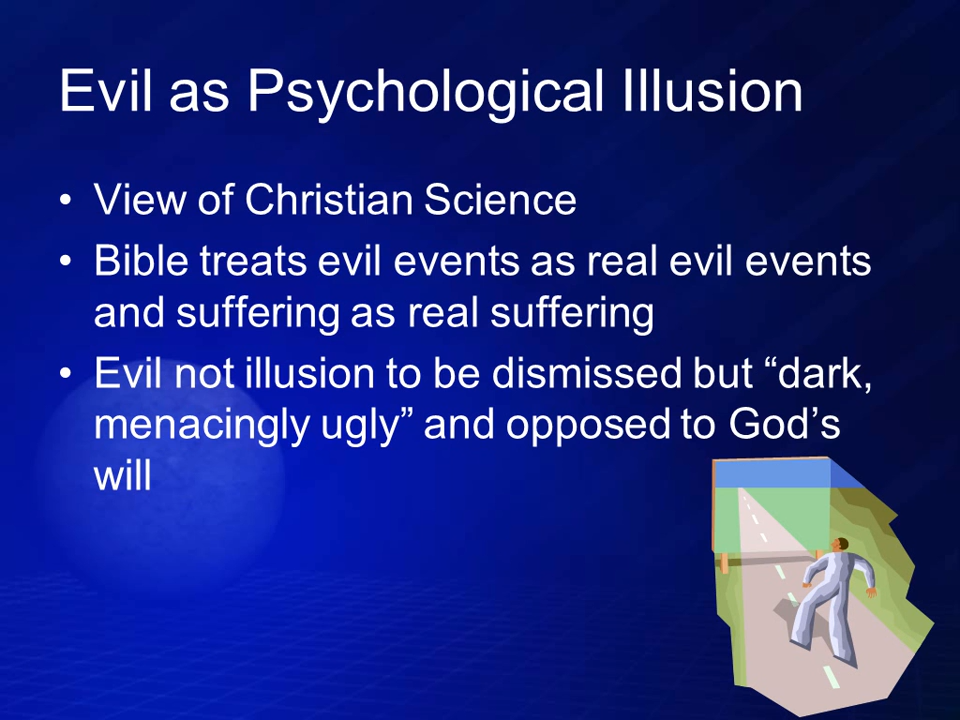 Evil as Psychological Illusion
• View of Christian Science
• Bible treats evil events as real evil events
and suffering as real suffering
• Evil not illusion to be dismissed but “dark,
menacingly ugly” and opposed to God’s
will